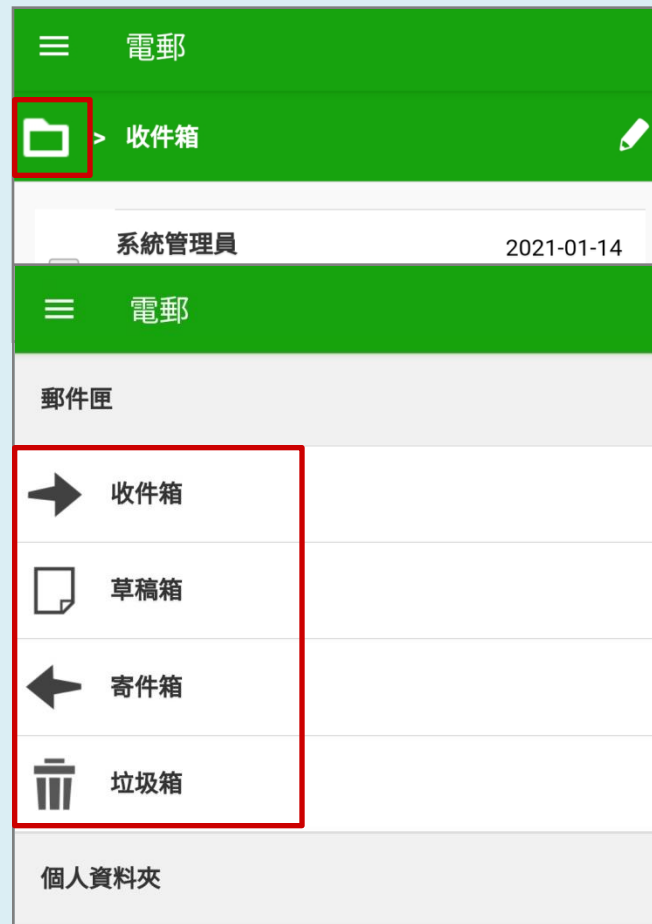 電郵
> 收件箱
系統管理員 2021-01-14
電郵
郵件匣
收件箱
草稿箱
寄件箱
垃圾箱
個人資料夾